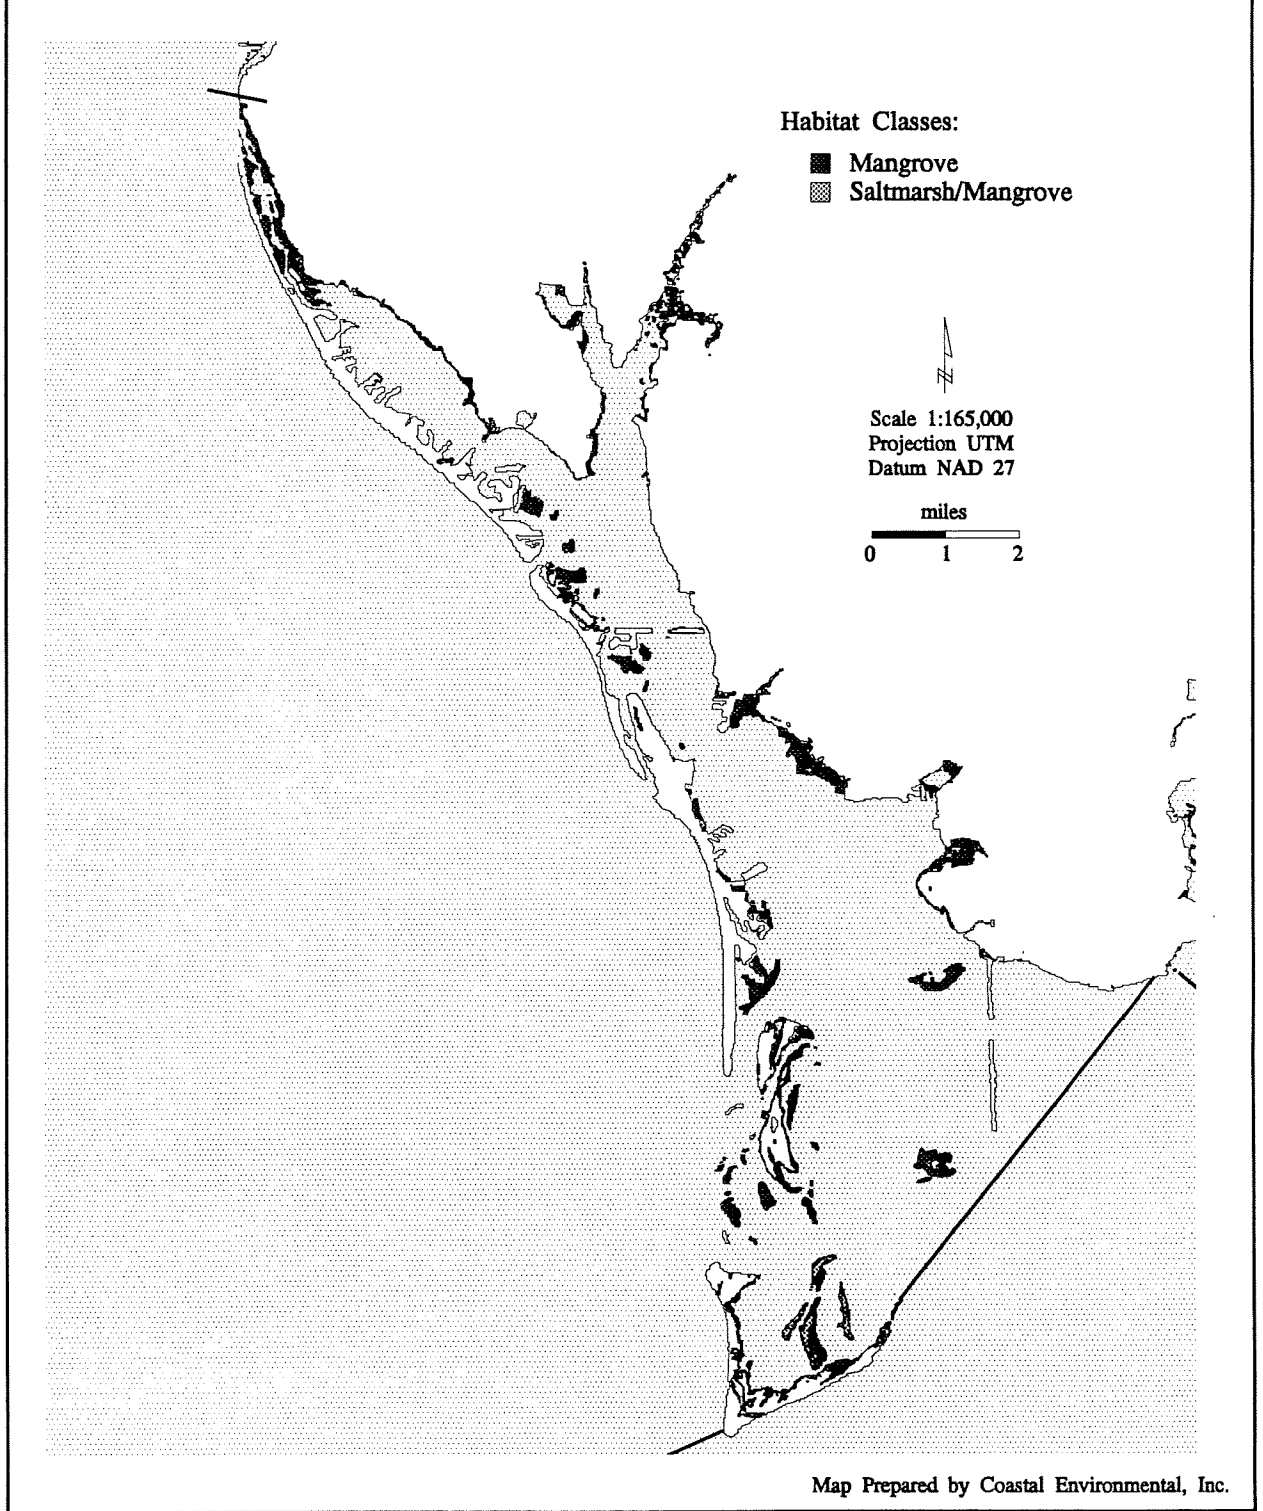 Habitat Classes:
Mangrove
Saltmarsh/Mangrove
N
Scale 1:165,000
Projection UTM
Datum NAD 27
miles
0 1 2
Map Prepared by Coastal Environmental, Inc.